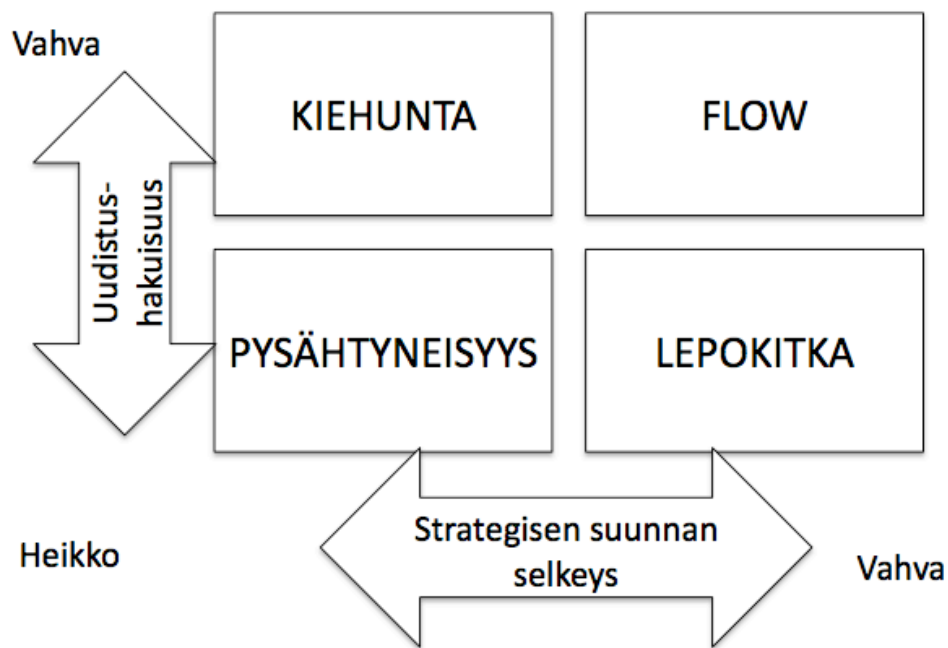 Vahva
KIEHUNTA
FLOW
Uudistus-
hakuisuus
PYSÄHTYNEISYYS
LEPOKITKA
Heikko
Strategisen suunnan
selkeys
Vahva